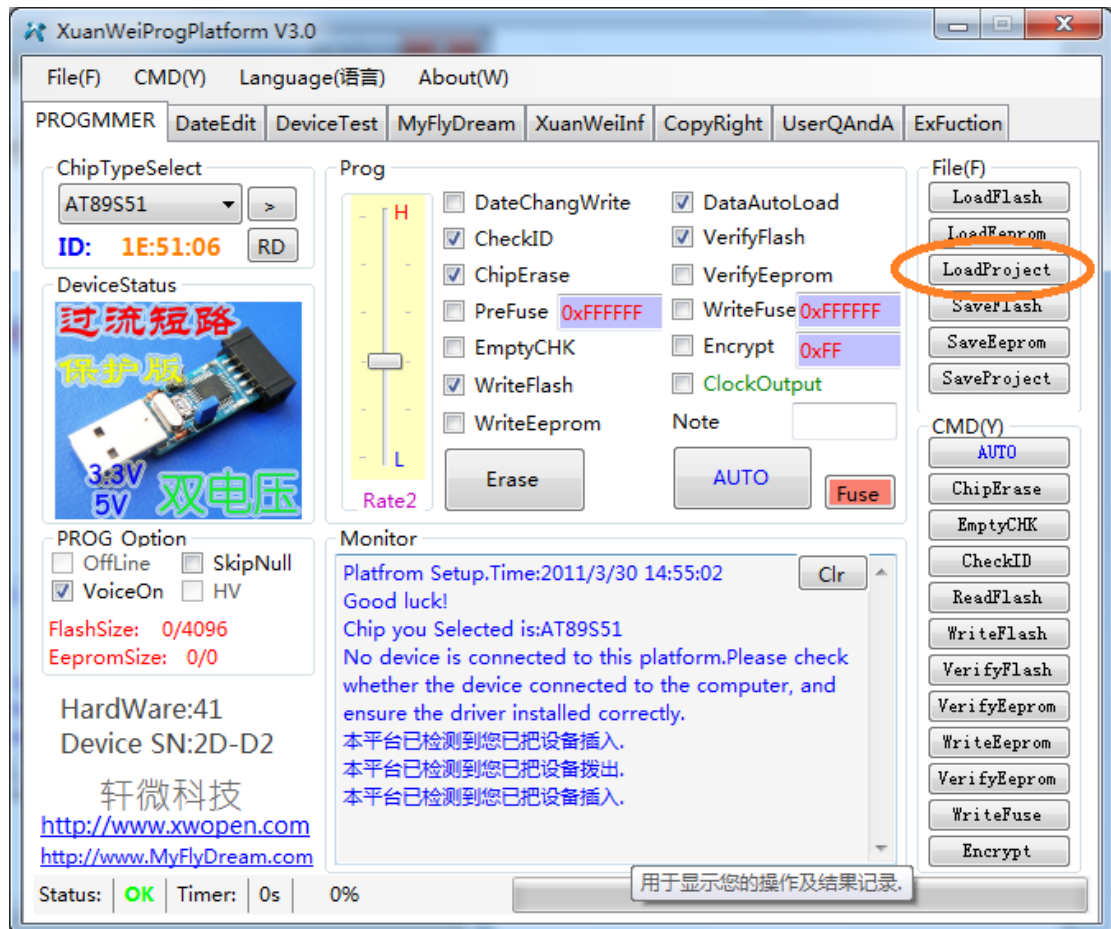 XuanWeiProgPlatform V3.0
File(F) CMD(Y) Language(语言) About(W)
PROGMMER DateEdit DeviceTest MyFlyDream XuanWeiInf CopyRight UserQAndA ExFuction
ChipTypeSelect
AT89S51 >
ID: 1E:51:06 RD
DeviceStatus
过流短路
保护版
3.3V
5V 双电压
PROG Option
OffLine SkipNull
VoiceOn HV
FlashSize: 0/4096
EepromSize: 0/0
HardWare:41
Device SN:2D-D2
轩微科技
http://www.xwopen.com
http://www.MyFlyDream.com
Prog
H
L
Rate2
DateChangWrite DataAutoLoad
CheckID VerifyFlash
ChipErase VerifyEeprom
PreFuse 0xFFFFFF WriteFuse 0xFFFFFF
EmptyCHK Encrypt 0xFF
WriteFlash ClockOutput
WriteEeprom Note
Erase AUTO Fuse
Monitor
Clr
Platfrom Setup.Time:2011/3/30 14:55:02
Good luck!
Chip you Selected is:AT89S51
No device is connected to this platform.Please check
whether the device connected to the computer, and
ensure the driver installed correctly.
本平台已检测到您已把设备插入.
本平台已检测到您已把设备拨出.
本平台已检测到您已把设备插入.
File(F)
LoadFlash
LoadEeprom
LoadProject
SaveFlash
SaveEeprom
SaveProject
CMD(Y)
AUTO
ChipErase
EmptyCHK
CheckID
ReadFlash
WriteFlash
VerifyFlash
VerifyEeprom
WriteEeprom
VerifyEeprom
WriteFuse
Encrypt
用于显示您的操作及结果记录.
Status: OK Timer: 0s 0%